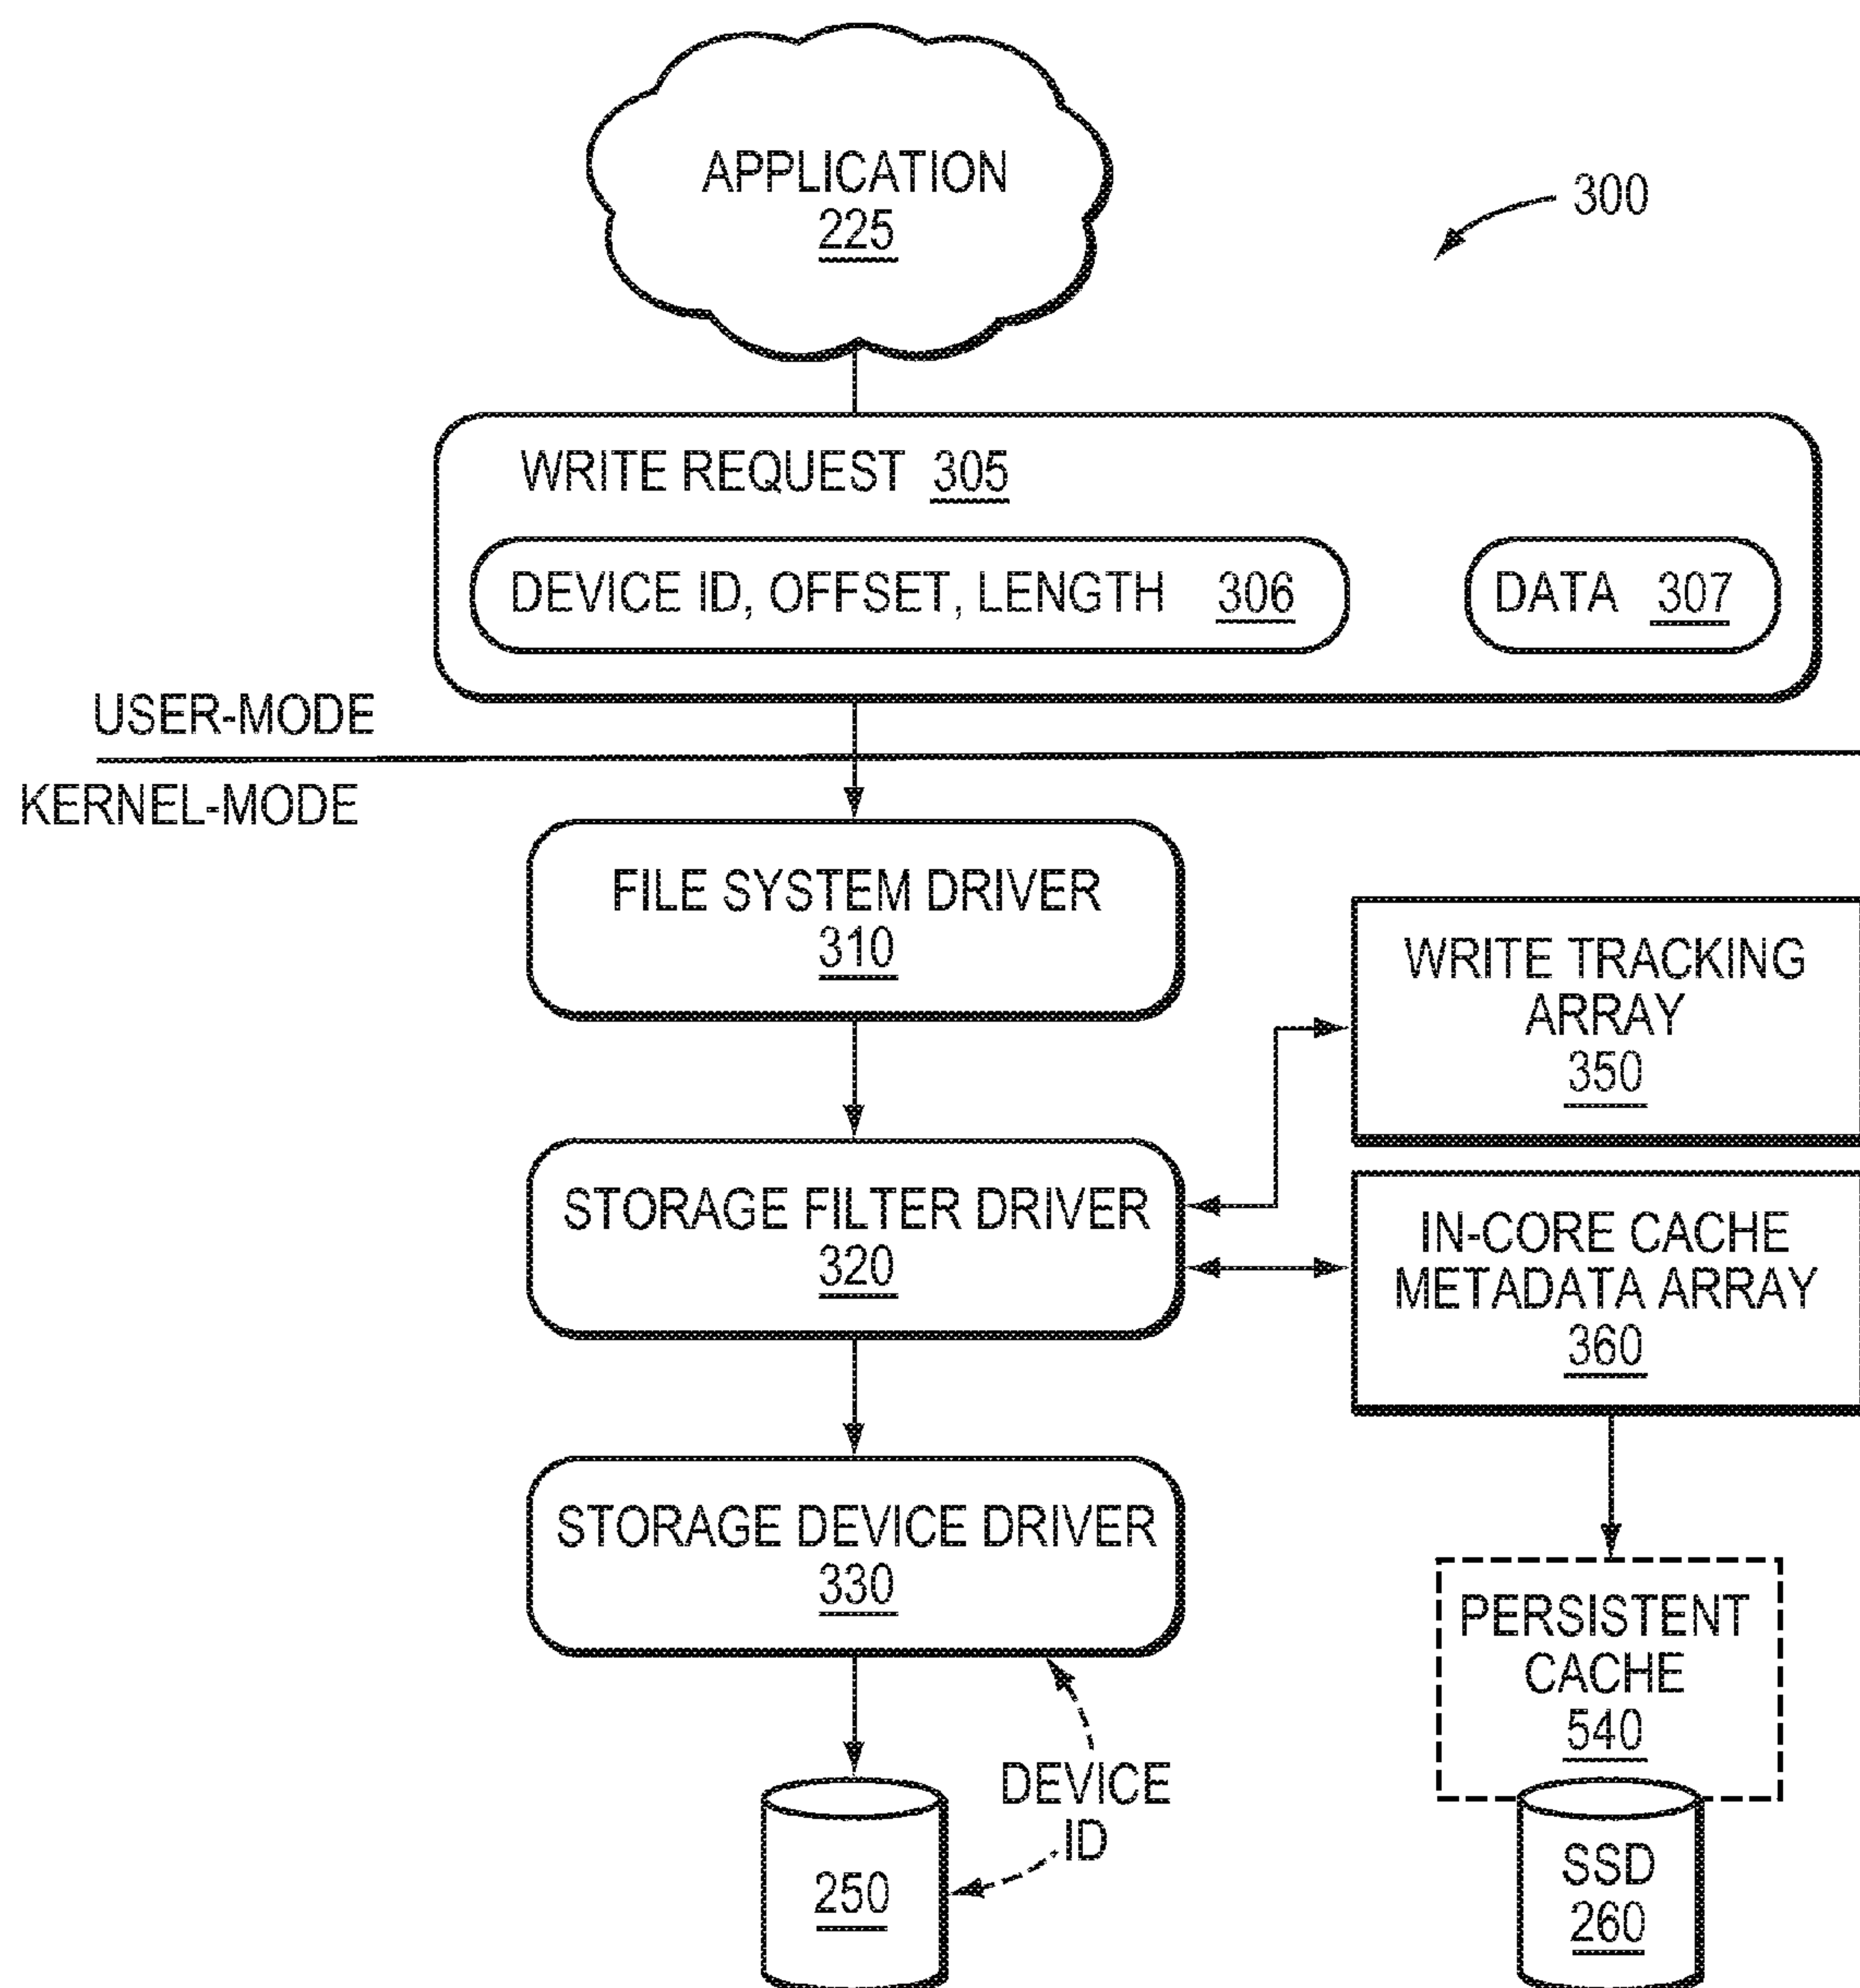 APPLICATION
225
300
WRITE REQUEST 305
DEVICE ID, OFFSET, LENGTH 306
DATA 307
USER-MODE
KERNEL-MODE
FILE SYSTEM DRIVER
310
WRITE TRACKING
ARRAY
350
STORAGE FILTER DRIVER
320
IN-CORE CACHE
METADATA ARRAY
360
STORAGE DEVICE DRIVER
330
PERSISTENT
CACHE
540
DEVICE
ID
250
SSD
260